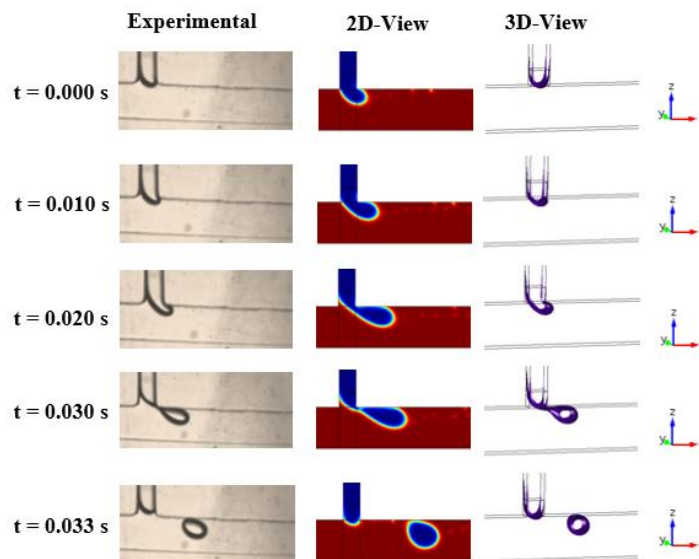 Experimental 2D-View 3D-View
t = 0.000 s
z
y
t = 0.010 s
z
y
t = 0.020 s
z
y
t = 0.030 s
z
y
t = 0.033 s
z
y